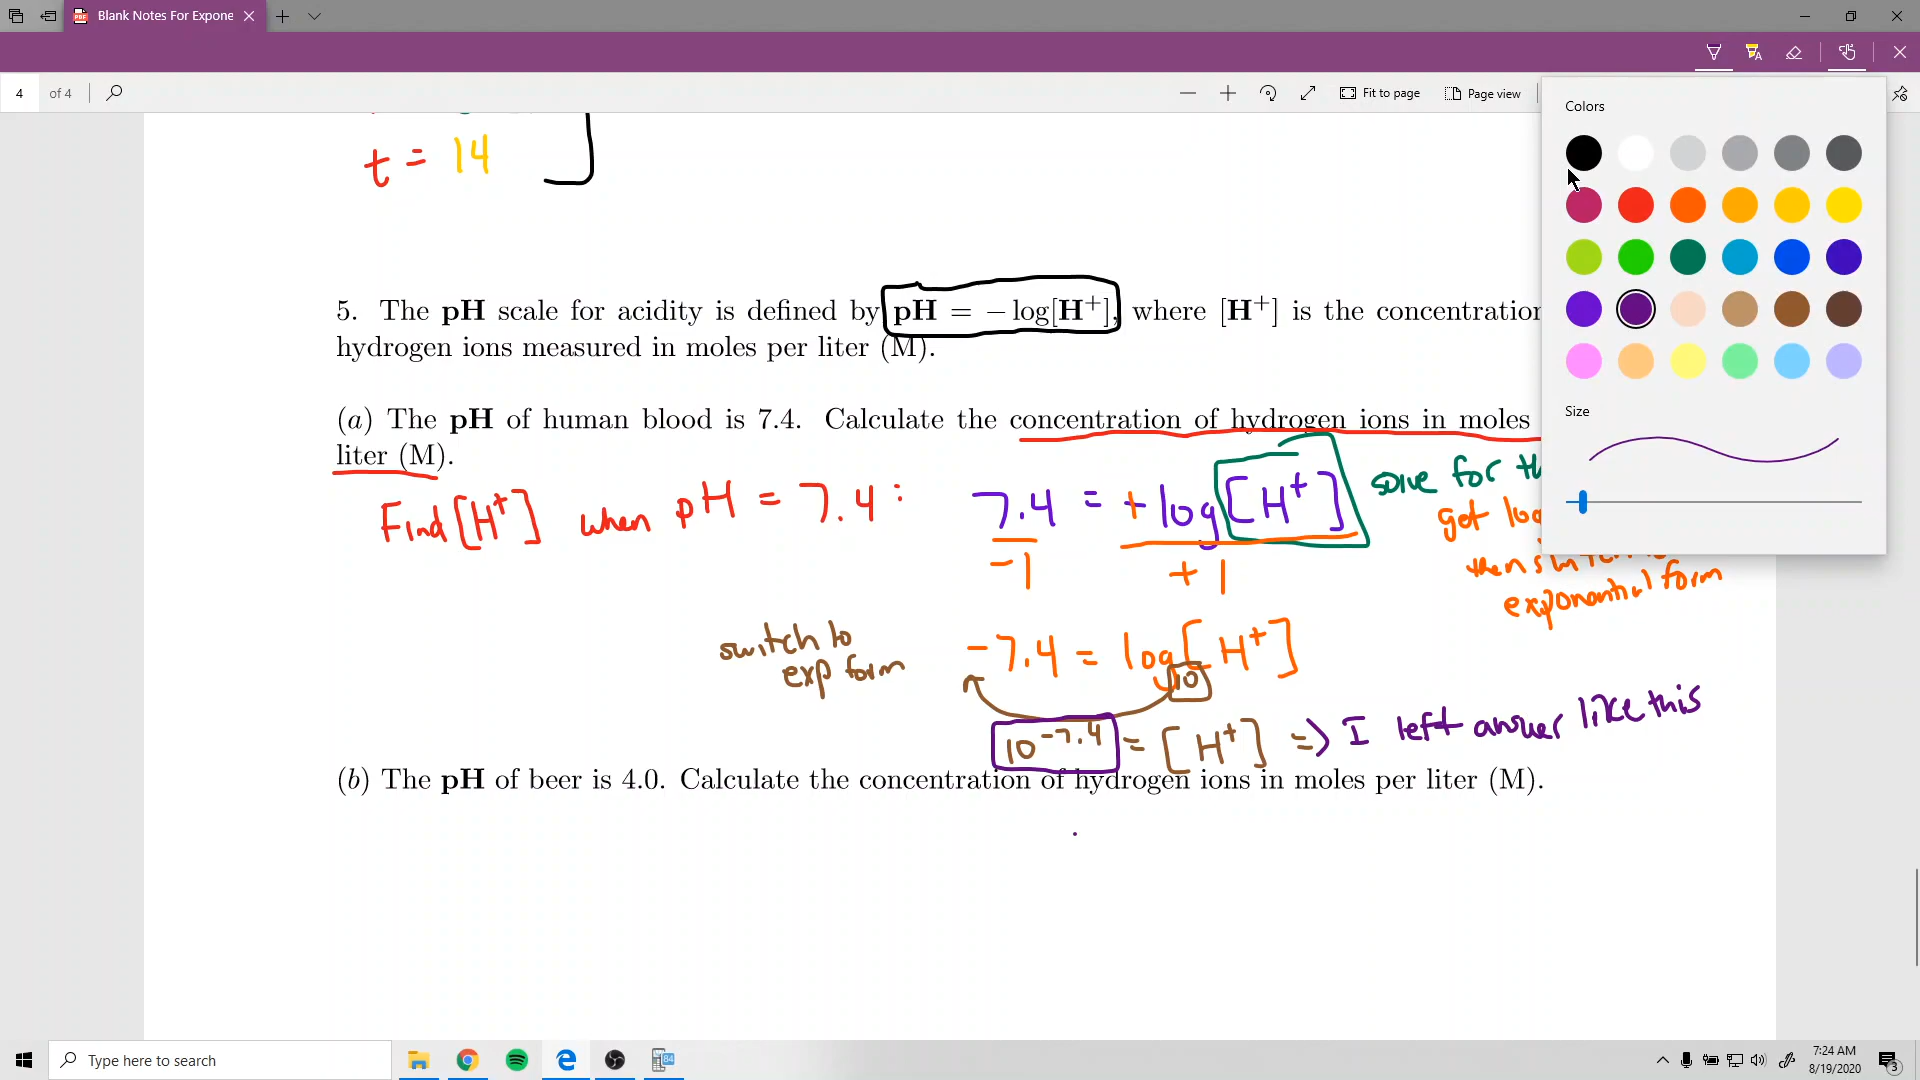 Blank Notes For Expone
4 of 4
Fit to page
Page view
Colors
Size
t = 14
5. The pH scale for acidity is defined by pH = − log[H⁺], where [H⁺] is the concentration
hydrogen ions measured in moles per liter (M).
(a) The pH of human blood is 7.4. Calculate the concentration of hydrogen ions in moles
liter (M).
Find [H⁺] when pH = 7.4 :
7.4 = + log [H⁺]
-1 + 1
solve for
get
then
exponential form
switch to
exp form
-7.4 = log [H⁺]
10
10^-7.4 = [H⁺] => I left answer like this
(b) The pH of beer is 4.0. Calculate the concentration of hydrogen ions in moles per liter (M).
Type here to search
84
7:24 AM
8/19/2020
3